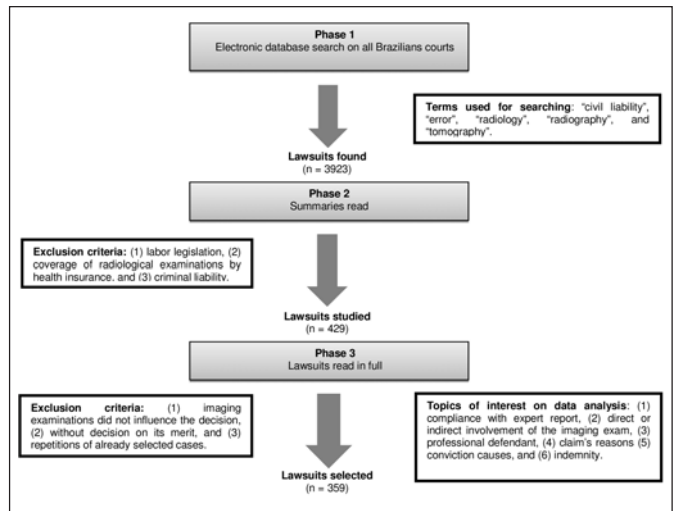 Phase 1
Electronic database search on all Brazilians courts
Terms used for searching: “civil liability”,
“error”, “radiology”, “radiography”, and
“tomography”.
Lawsuits found
(n = 3923)
Phase 2
Summaries read
Exclusion criteria: (1) labor legislation, (2)
coverage of radiological examinations by
health insurance, and (3) criminal liability.
Lawsuits studied
(n = 429)
Phase 3
Lawsuits read in full
Exclusion criteria: (1) imaging
examinations did not influence the decision,
(2) without decision on its merit, and (3)
repetitions of already selected cases.
Topics of interest on data analysis: (1)
compliance with expert report, (2) direct or
indirect involvement of the imaging exam, (3)
professional defendant, (4) claim’s reasons (5)
conviction causes, and (6) indemnity.
Lawsuits selected
(n = 359)